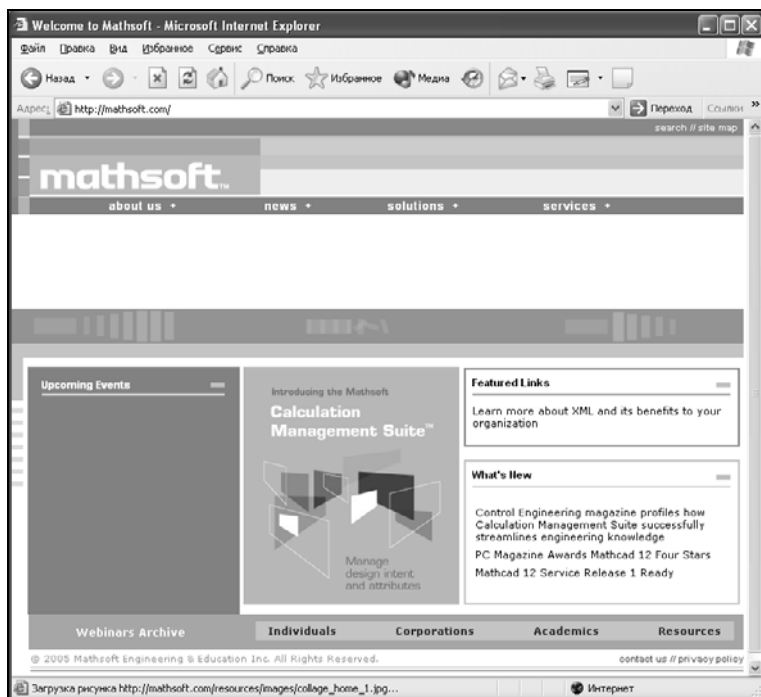 Welcome to Mathsoft - Microsoft Internet Explorer
Файл Правка Вид Избранное Сервис Справка
Назад Поиск Избранное Медиа
Адрес: http://mathsoft.com/ Переход Ссылки »
search // site map
mathsoft™
about us + news + solutions + services +
Upcoming Events
Introducing the Mathsoft
Calculation
Management Suite™
Manage
design intent
and attributes
Featured Links
Learn more about XML and its benefits to your
organization
What's New
Control Engineering magazine profiles how
Calculation Management Suite successfully
streamlines engineering knowledge
PC Magazine Awards Mathcad 12 Four Stars
Mathcad 12 Service Release 1 Ready
Webinars Archive Individuals Corporations Academics Resources
© 2005 Mathsoft Engineering & Education Inc. All Rights Reserved. contact us // privacy policy
Загрузка рисунка http://mathsoft.com/resources/images/collage_home_1.jpg... Интернет